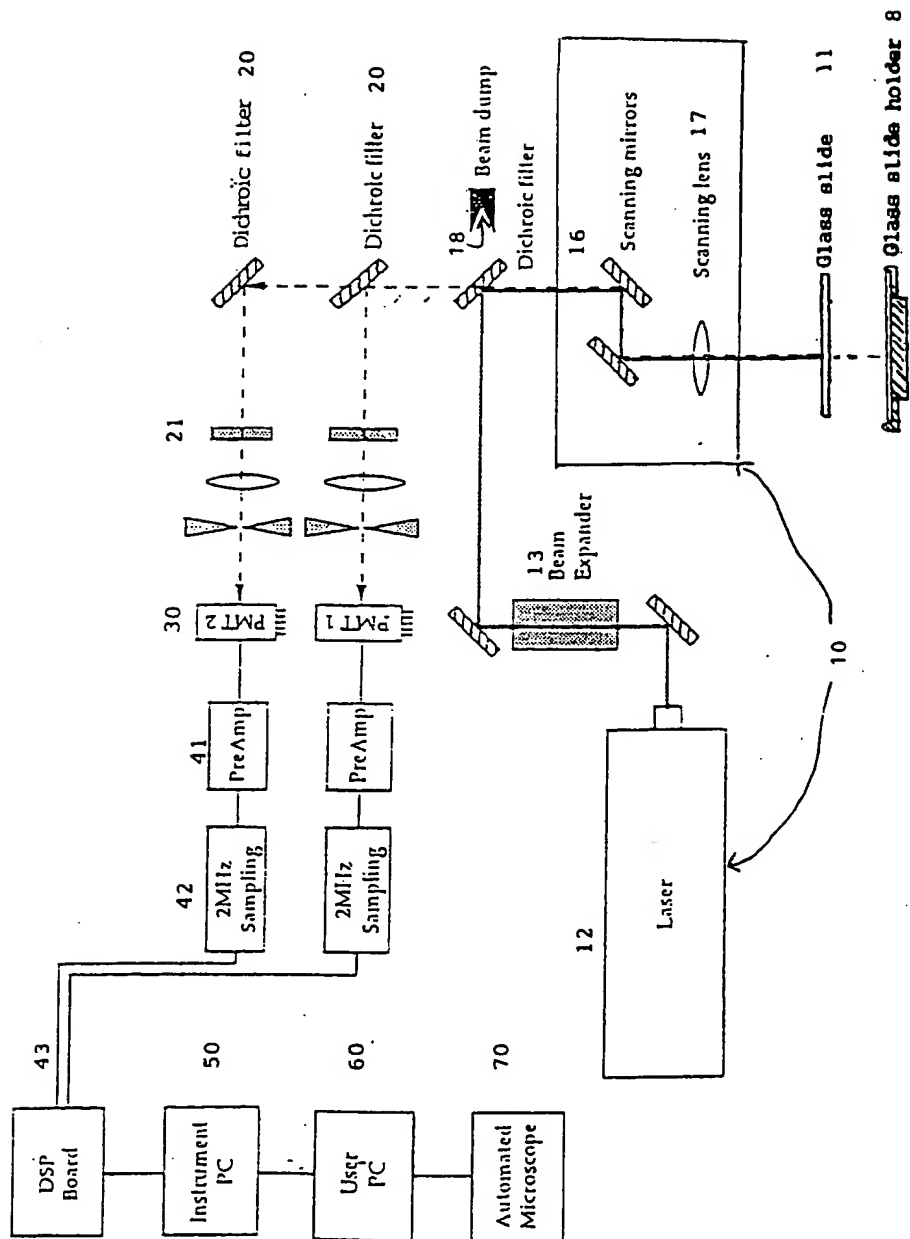 DSP
Board
43
Instrument
PC
50
User
PC
60
Automated
Microscope
70
2MHz
Sampling
42
2MHz
Sampling
PreAmp
41
PreAmp
PMT 2
30
PMT 1
21
Dichroïc filter 20
Dichroic filter 20
18
Beam dump
Dichroic filter
12
Laser
13
Beam
Expander
16
Scanning mirrors
Scanning lens 17
10
Glass slide 11
Glass slide holder 8